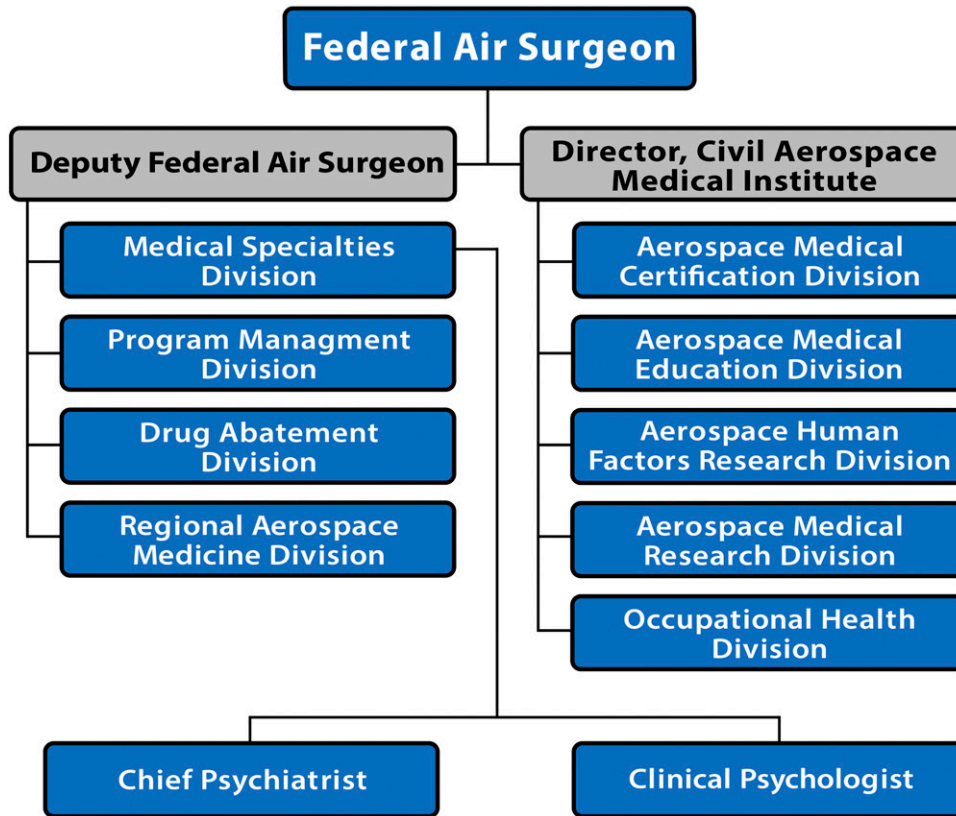 Federal Air Surgeon
Deputy Federal Air Surgeon
Medical Specialties
Division
Program Managment
Division
Drug Abatement
Division
Regional Aerospace
Medicine Division
Director, Civil Aerospace
Medical Institute
Aerospace Medical
Certification Division
Aerospace Medical
Education Division
Aerospace Human
Factors Research Division
Aerospace Medical
Research Division
Occupational Health
Division
Chief Psychiatrist
Clinical Psychologist